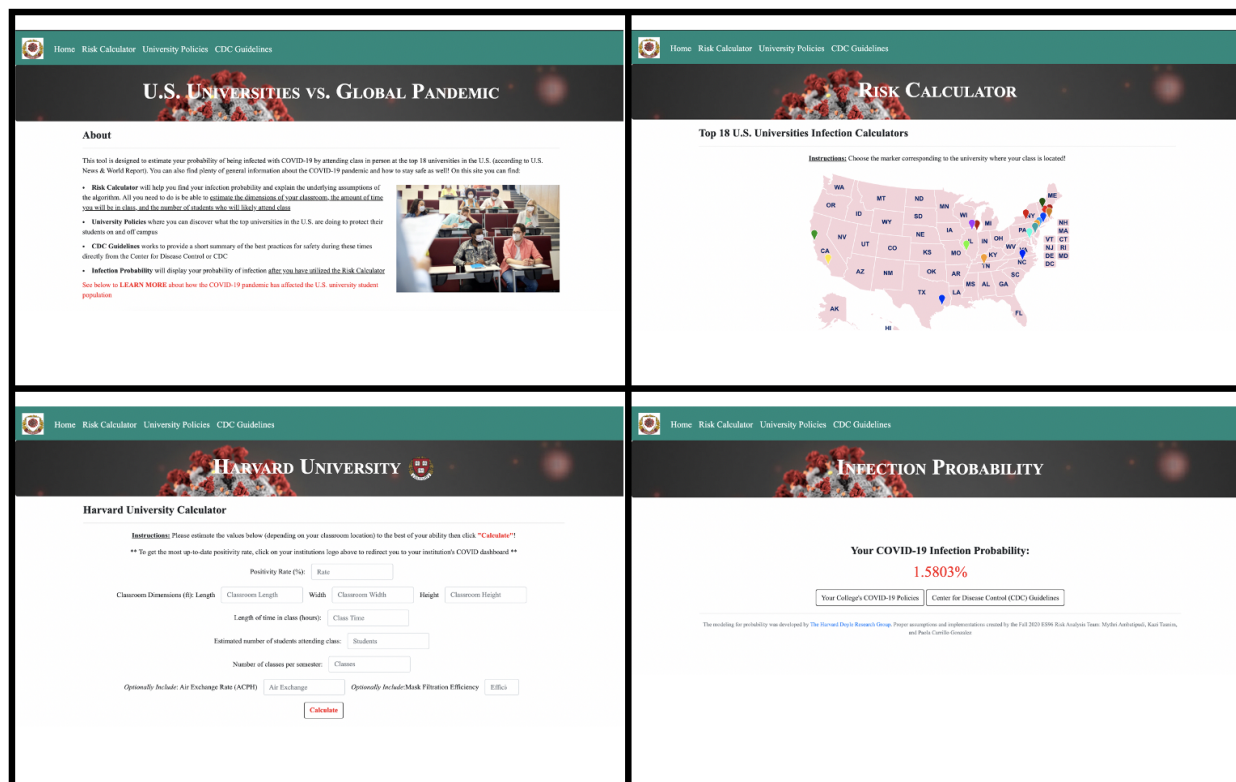 Home Risk Calculator University Policies CDC Guidelines
U.S. Universities vs. Global Pandemic
About
This tool is designed to estimate your probability of being infected with COVID-19 by attending class in person at the top 18 universities in the U.S. (according to U.S.
News & World Report). You can also find plenty of general information about the COVID-19 pandemic and how to stay safe as well! On this site you can find:
• Risk Calculator will help you find your infection probability and explain the underlying assumptions of
the algorithm. All you need to do is be able to estimate the dimensions of your classroom, the amount of time
you will be in class, and the number of students who will likely attend class
• University Policies where you can discover what the top universities in the U.S. are doing to protect their
students on and off campus
• CDC Guidelines works to provide a short summary of the best practices for safety during these times
directly from the Center for Disease Control or CDC
• Infection Probability will display your probability of infection after you have utilized the Risk Calculator
See below to LEARN MORE about how the COVID-19 pandemic has affected the U.S. university student
population
Home Risk Calculator University Policies CDC Guidelines
Risk Calculator
Top 18 U.S. Universities Infection Calculators
Instructions: Choose the marker corresponding to the university where your class is located!
WA
MT
ND
MN
ME
OR
ID
SD
WI
MI
NY
WY
NH
NE
IA
PA
MA
NV
UT
CO
IL
IN
OH
VT
CT
CA
KS
MO
KY
WV
NJ
RI
DE
MD
NC
DC
AZ
NM
OK
AR
TN
SC
MS
AL
GA
TX
LA
AK
FL
HI
Home Risk Calculator University Policies CDC Guidelines
Harvard University
Harvard University Calculator
Instructions: Please estimate the values below (depending on your classroom location) to the best of your ability then click "Calculate"!
** To get the most up-to-date positivity rate, click on your institutions logo above to redirect you to your institution's COVID dashboard **
Positivity Rate (%): Rate
Classroom Dimensions (ft): Length Classroom Length Width Classroom Width Height Classroom Height
Length of time in class (hours): Class Time
Estimated number of students attending class: Students
Number of classes per semester: Classes
Optionally Include: Air Exchange Rate (ACPH) Air Exchange Optionally Include:Mask Filtration Efficiency Effici
Calculate
Home Risk Calculator University Policies CDC Guidelines
Infection Probability
Your COVID-19 Infection Probability:
1.5803%
Your College's COVID-19 Policies Center for Disease Control (CDC) Guidelines
The modeling for probability was developed by The Harvard Doyle Research Group. Proper assumptions and implementations created by the Fall 2020 ES96 Risk Analysis Team: Mythri Ambatipudi, Kazi Tasnim,
and Paola Carrillo Gonzalez